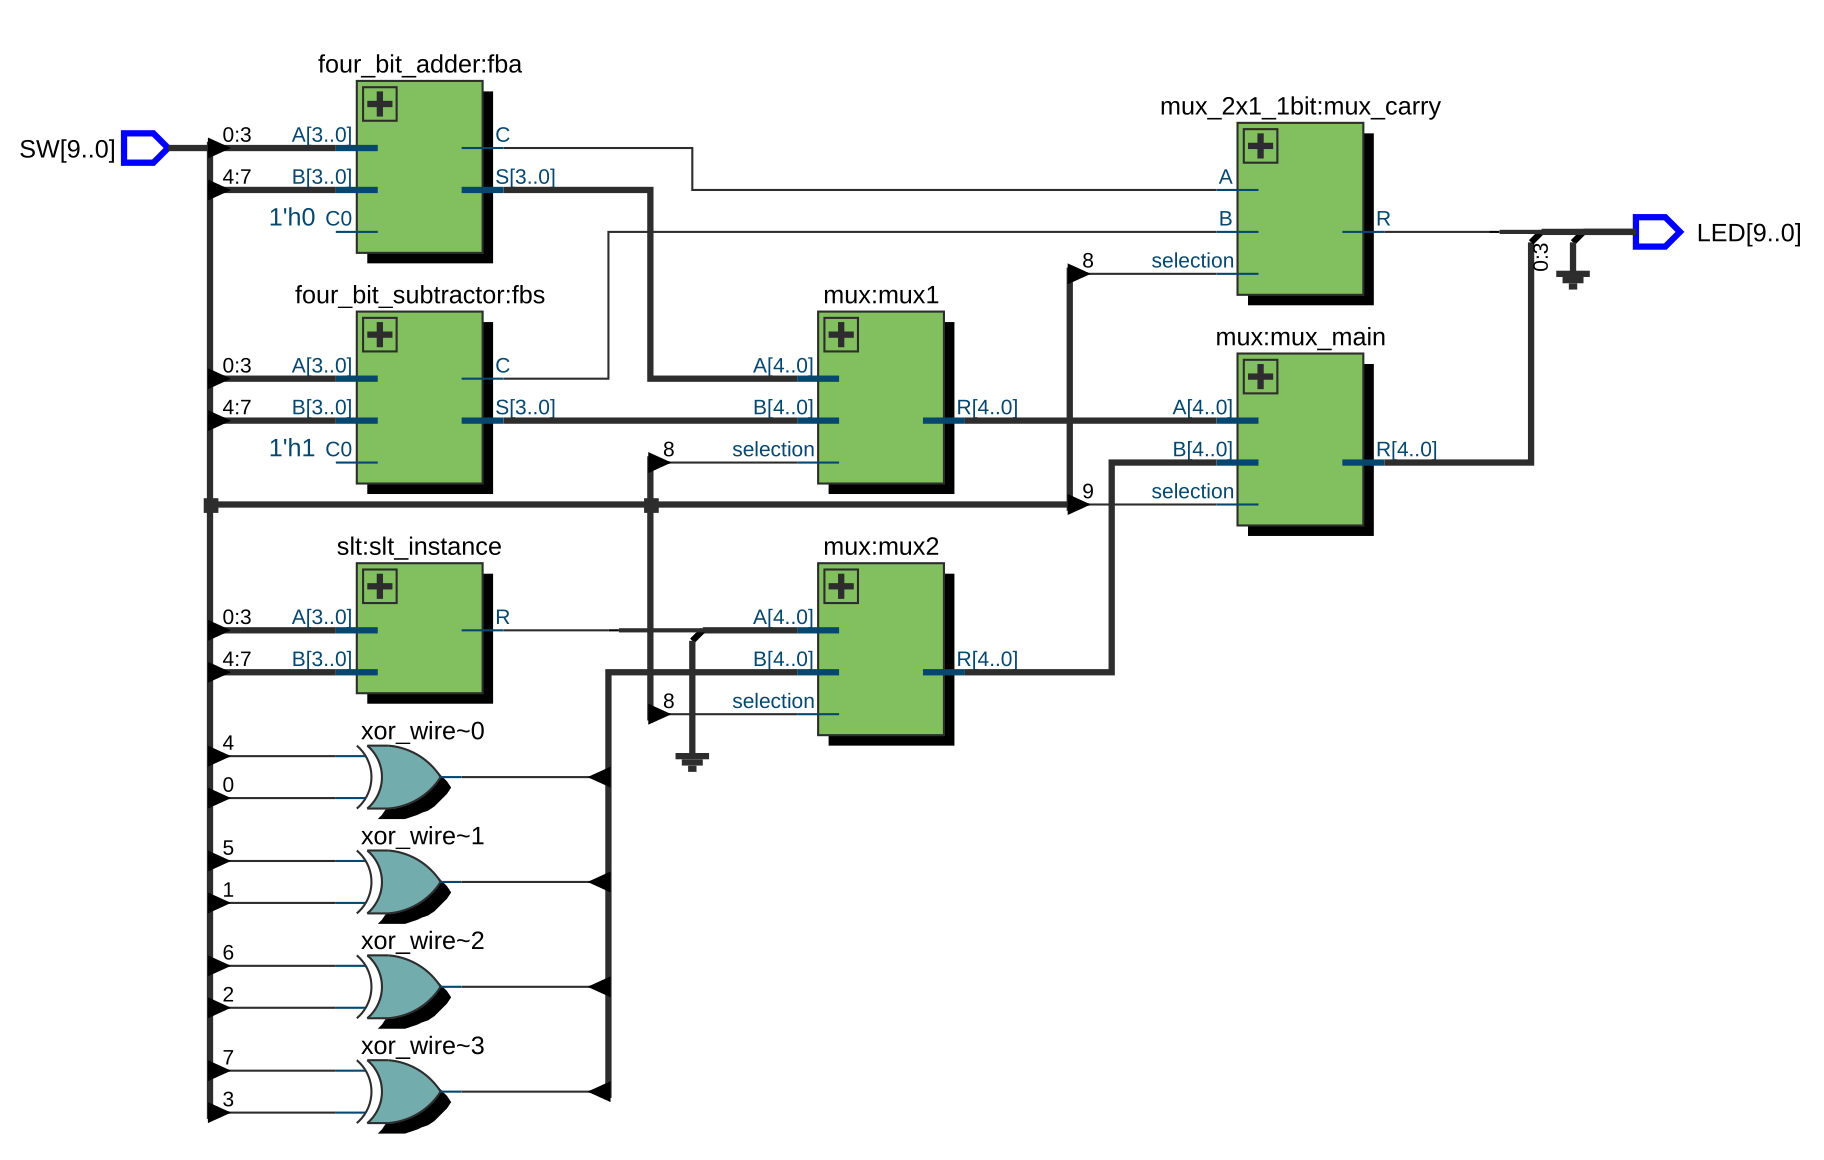 SW[9..0]
four_bit_adder:fba
0:3 A[3..0] C
4:7 B[3..0] S[3..0]
1'h0 C0
four_bit_subtractor:fbs
0:3 A[3..0] C
4:7 B[3..0] S[3..0]
1'h1 C0
slt:slt_instance
0:3 A[3..0] R
4:7 B[3..0]
xor_wire~0
4
0
xor_wire~1
5
1
xor_wire~2
6
2
xor_wire~3
7
3
mux:mux1
A[4..0]
B[4..0] R[4..0]
8 selection
mux:mux2
A[4..0]
B[4..0] R[4..0]
8 selection
mux_2x1_1bit:mux_carry
A
B R
8 selection
mux:mux_main
A[4..0]
B[4..0] R[4..0]
9 selection
0:3
LED[9..0]